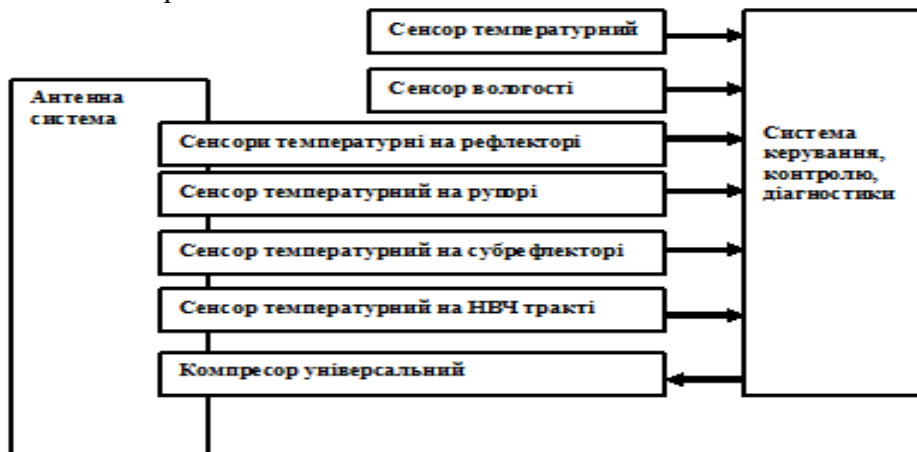 Сенсор температурний
Сенсор вологості
Антенна
система
Сенсори температурні на рефлекторі
Система
керування,
контролю,
діагностики
Сенсор температурний на рупорі
Сенсор температурний на субрефлекторі
Сенсор температурний на НВЧ тракті
Компресор універсальний